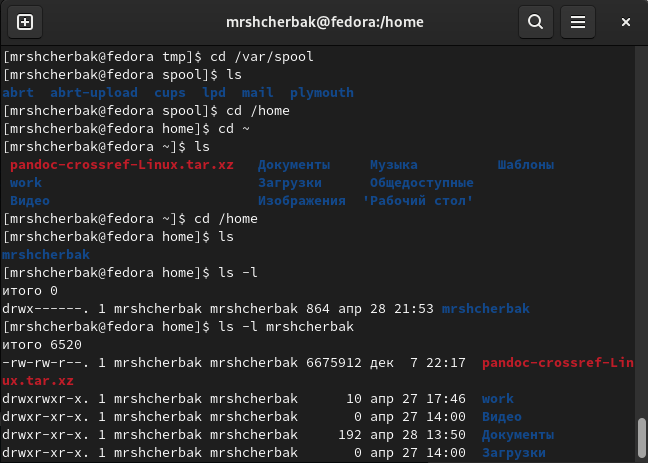 mrshcherbak@fedora:/home
[mrshcherbak@fedora tmp]$ cd /var/spool
[mrshcherbak@fedora spool]$ ls
abrt  abrt-upload  cups  lpd  mail  plymouth
[mrshcherbak@fedora spool]$ cd /home
[mrshcherbak@fedora home]$ cd ~
[mrshcherbak@fedora ~]$ ls
pandoc-crossref-Linux.tar.xz   Документы     Музыка          Шаблоны
work                           Загрузки      Общедоступные
Видео                          Изображения  'Рабочий стол'
[mrshcherbak@fedora ~]$ cd /home
[mrshcherbak@fedora home]$ ls
mrshcherbak
[mrshcherbak@fedora home]$ ls -l
итого 0
drwx------. 1 mrshcherbak mrshcherbak 864 апр 28 21:53 mrshcherbak
[mrshcherbak@fedora home]$ ls -l mrshcherbak
итого 6520
-rw-rw-r--. 1 mrshcherbak mrshcherbak 6675912 дек  7 22:17  pandoc-crossref-Lin
ux.tar.xz
drwxrwxr-x. 1 mrshcherbak mrshcherbak      10 апр 27 17:46  work
drwxr-xr-x. 1 mrshcherbak mrshcherbak       0 апр 27 14:00  Видео
drwxr-xr-x. 1 mrshcherbak mrshcherbak     192 апр 28 13:50  Документы
drwxr-xr-x. 1 mrshcherbak mrshcherbak       0 апр 27 14:00  Загрузки